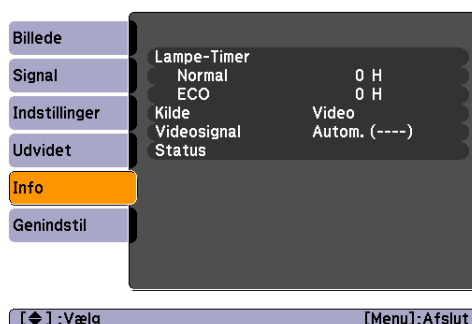 Billede
Signal
Indstillinger
Udvidet
Info
Genindstil
Lampe-Timer
Normal 0 H
ECO 0 H
Kilde Video
Videosignal Autom. (----)
Status
[◆] :Vælg [Menu]:Afslut